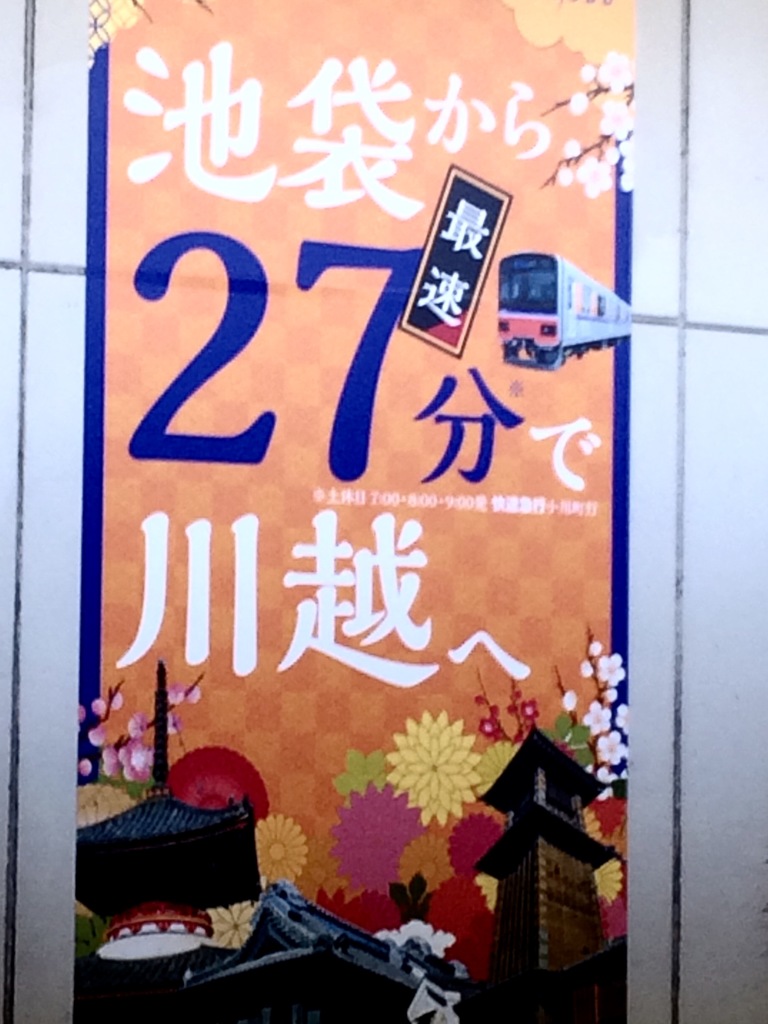 池袋から
最速
27分※で
※土休日 7:00・8:00・9:00発 快速急行小川町行
川越へ